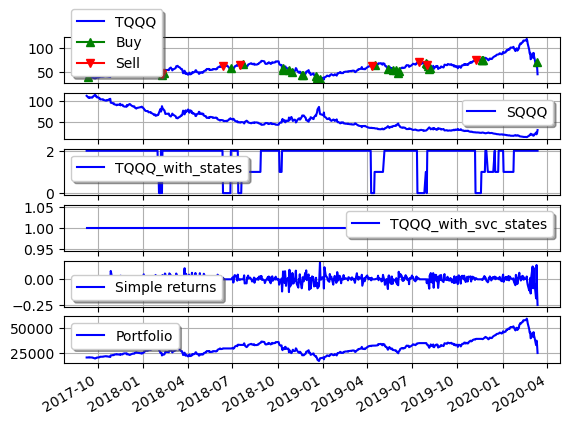 TQQQ
Buy
Sell
100
50
SQQQ
100
50
TQQQ_with_states
2
0
TQQQ_with_svc_states
1.05
1.00
0.95
Simple returns
0.00
−0.25
Portfolio
50000
25000
2017-10 2018-01 2018-04 2018-07 2018-10 2019-01 2019-04 2019-07 2019-10 2020-01 2020-04